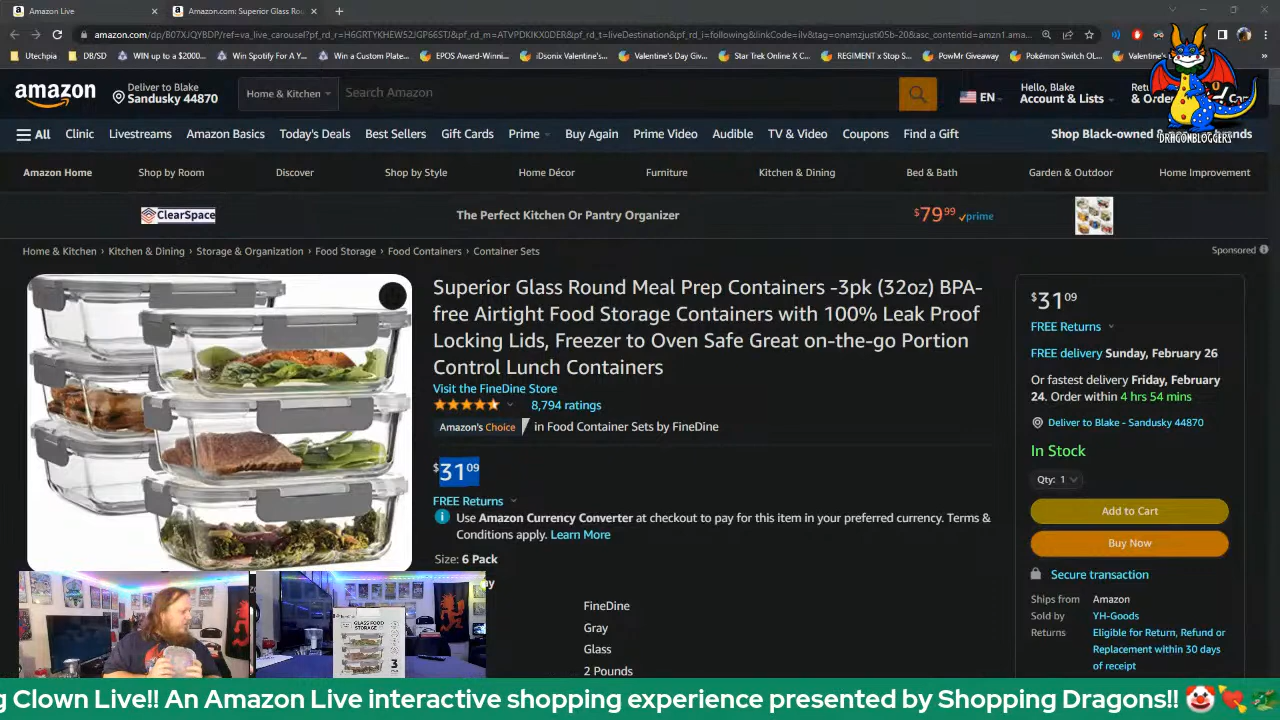 Amazon Live
Amazon.com: Superior Glass Rou
amazon.com/dp/B07XJQYBDP/ref=va_live_carousel?pf_rd_r=H6GRTYKHEW52JGP66STJ&pf_rd_m=ATVPDKIKX0DER&pf_rd_t=liveDestination&pf_rd_i=following&linkCode=ilv&tag=onamzjusti05b-20&asc_contentid=amzn1.ama...
Utechpia
DB/SD
WIN up to a $2000...
Win Spotify For A Y...
Win a Custom Plate...
EPOS Award-Winni...
iDsonix Valentine's...
Valentine's Day Giv...
Star Trek Online X C...
REGIMENT x Stop S...
PowMr Giveaway
Pokémon Switch OL...
amazon
Deliver to Blake
Sandusky 44870
Home & Kitchen
Search Amazon
EN
Hello, Blake
Account & Lists
DRAGONBLOGGERS
All
Clinic
Livestreams
Amazon Basics
Today's Deals
Best Sellers
Gift Cards
Prime
Buy Again
Prime Video
Audible
TV & Video
Coupons
Find a Gift
Shop Black-owned
Amazon Home
Shop by Room
Discover
Shop by Style
Home Décor
Furniture
Kitchen & Dining
Bed & Bath
Garden & Outdoor
Home Improvement
ClearSpace
The Perfect Kitchen Or Pantry Organizer
$79.99 prime
Home & Kitchen › Kitchen & Dining › Storage & Organization › Food Storage › Food Containers › Container Sets
Sponsored
Superior Glass Round Meal Prep Containers -3pk (32oz) BPA-
free Airtight Food Storage Containers with 100% Leak Proof
Locking Lids, Freezer to Oven Safe Great on-the-go Portion
Control Lunch Containers
Visit the FineDine Store
8,794 ratings
Amazon's Choice in Food Container Sets by FineDine
$31 09
FREE Returns
Use Amazon Currency Converter at checkout to pay for this item in your preferred currency. Terms &
Conditions apply. Learn More
Size: 6 Pack
FineDine
Gray
Glass
2 Pounds
$31 09
FREE Returns
FREE delivery Sunday, February 26
Or fastest delivery Friday, February
24. Order within 4 hrs 54 mins
Deliver to Blake - Sandusky 44870
In Stock
Qty: 1
Add to Cart
Buy Now
Secure transaction
Ships from Amazon
Sold by YH-Goods
Returns Eligible for Return, Refund or
Replacement within 30 days
of receipt
GLASS FOOD
STORAGE
3
g Clown Live!! An Amazon Live interactive shopping experience presented by Shopping Dragons!! 🤡💘🐲